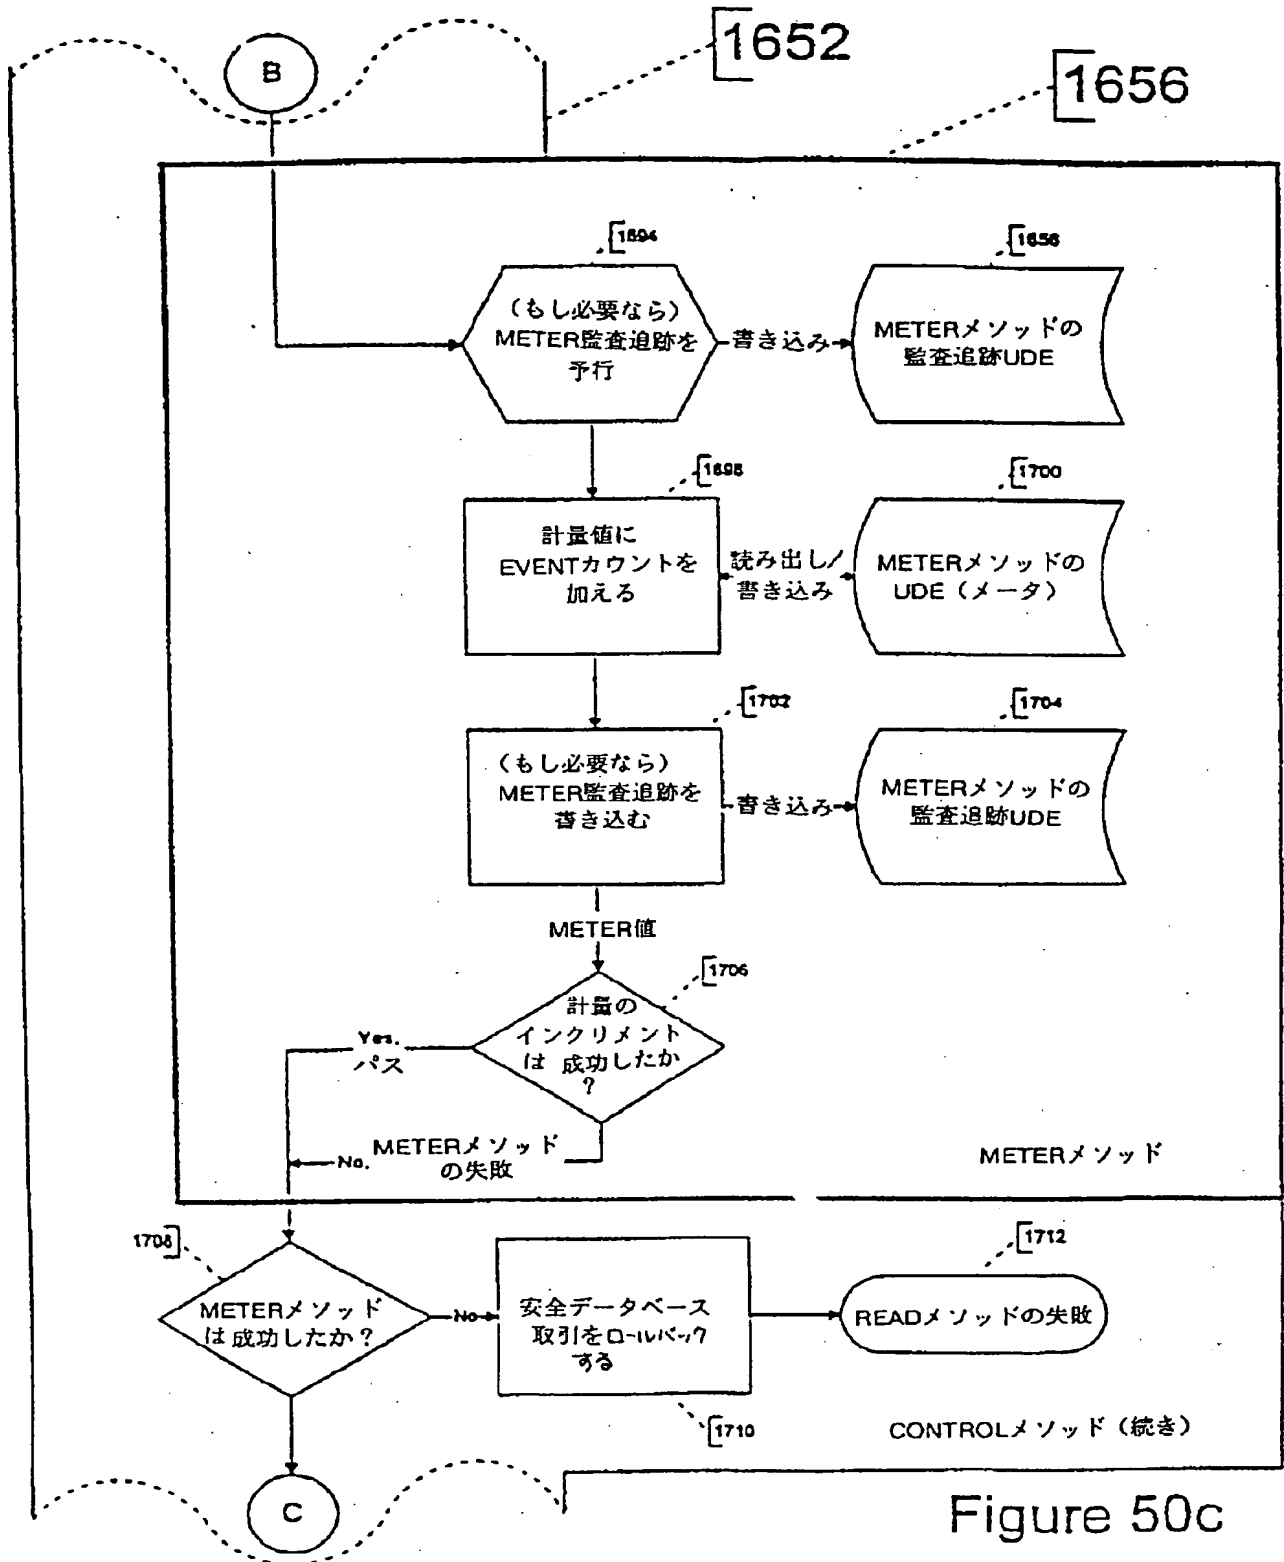 B
1652
1656
1694
1656
(もし必要なら)
METER監査追跡を
予行
書き込み
METERメソッドの
監査追跡UDE
1698
1700
計量値に
EVENTカウントを
加える
読み出し/
書き込み
METERメソッドの
UDE(メータ)
1702
1704
(もし必要なら)
METER監査追跡を
書き込む
書き込み
METERメソッドの
監査追跡UDE
METER値
1706
計量の
インクリメント
は 成功したか
?
Yes.
パス
No.
METERメソッド
の失敗
METERメソッド
1708
METERメソッド
は 成功したか?
No
安全データベース
取引をロールバック
する
1710
1712
READメソッドの失敗
CONTROLメソッド(続き)
C
Figure 50c